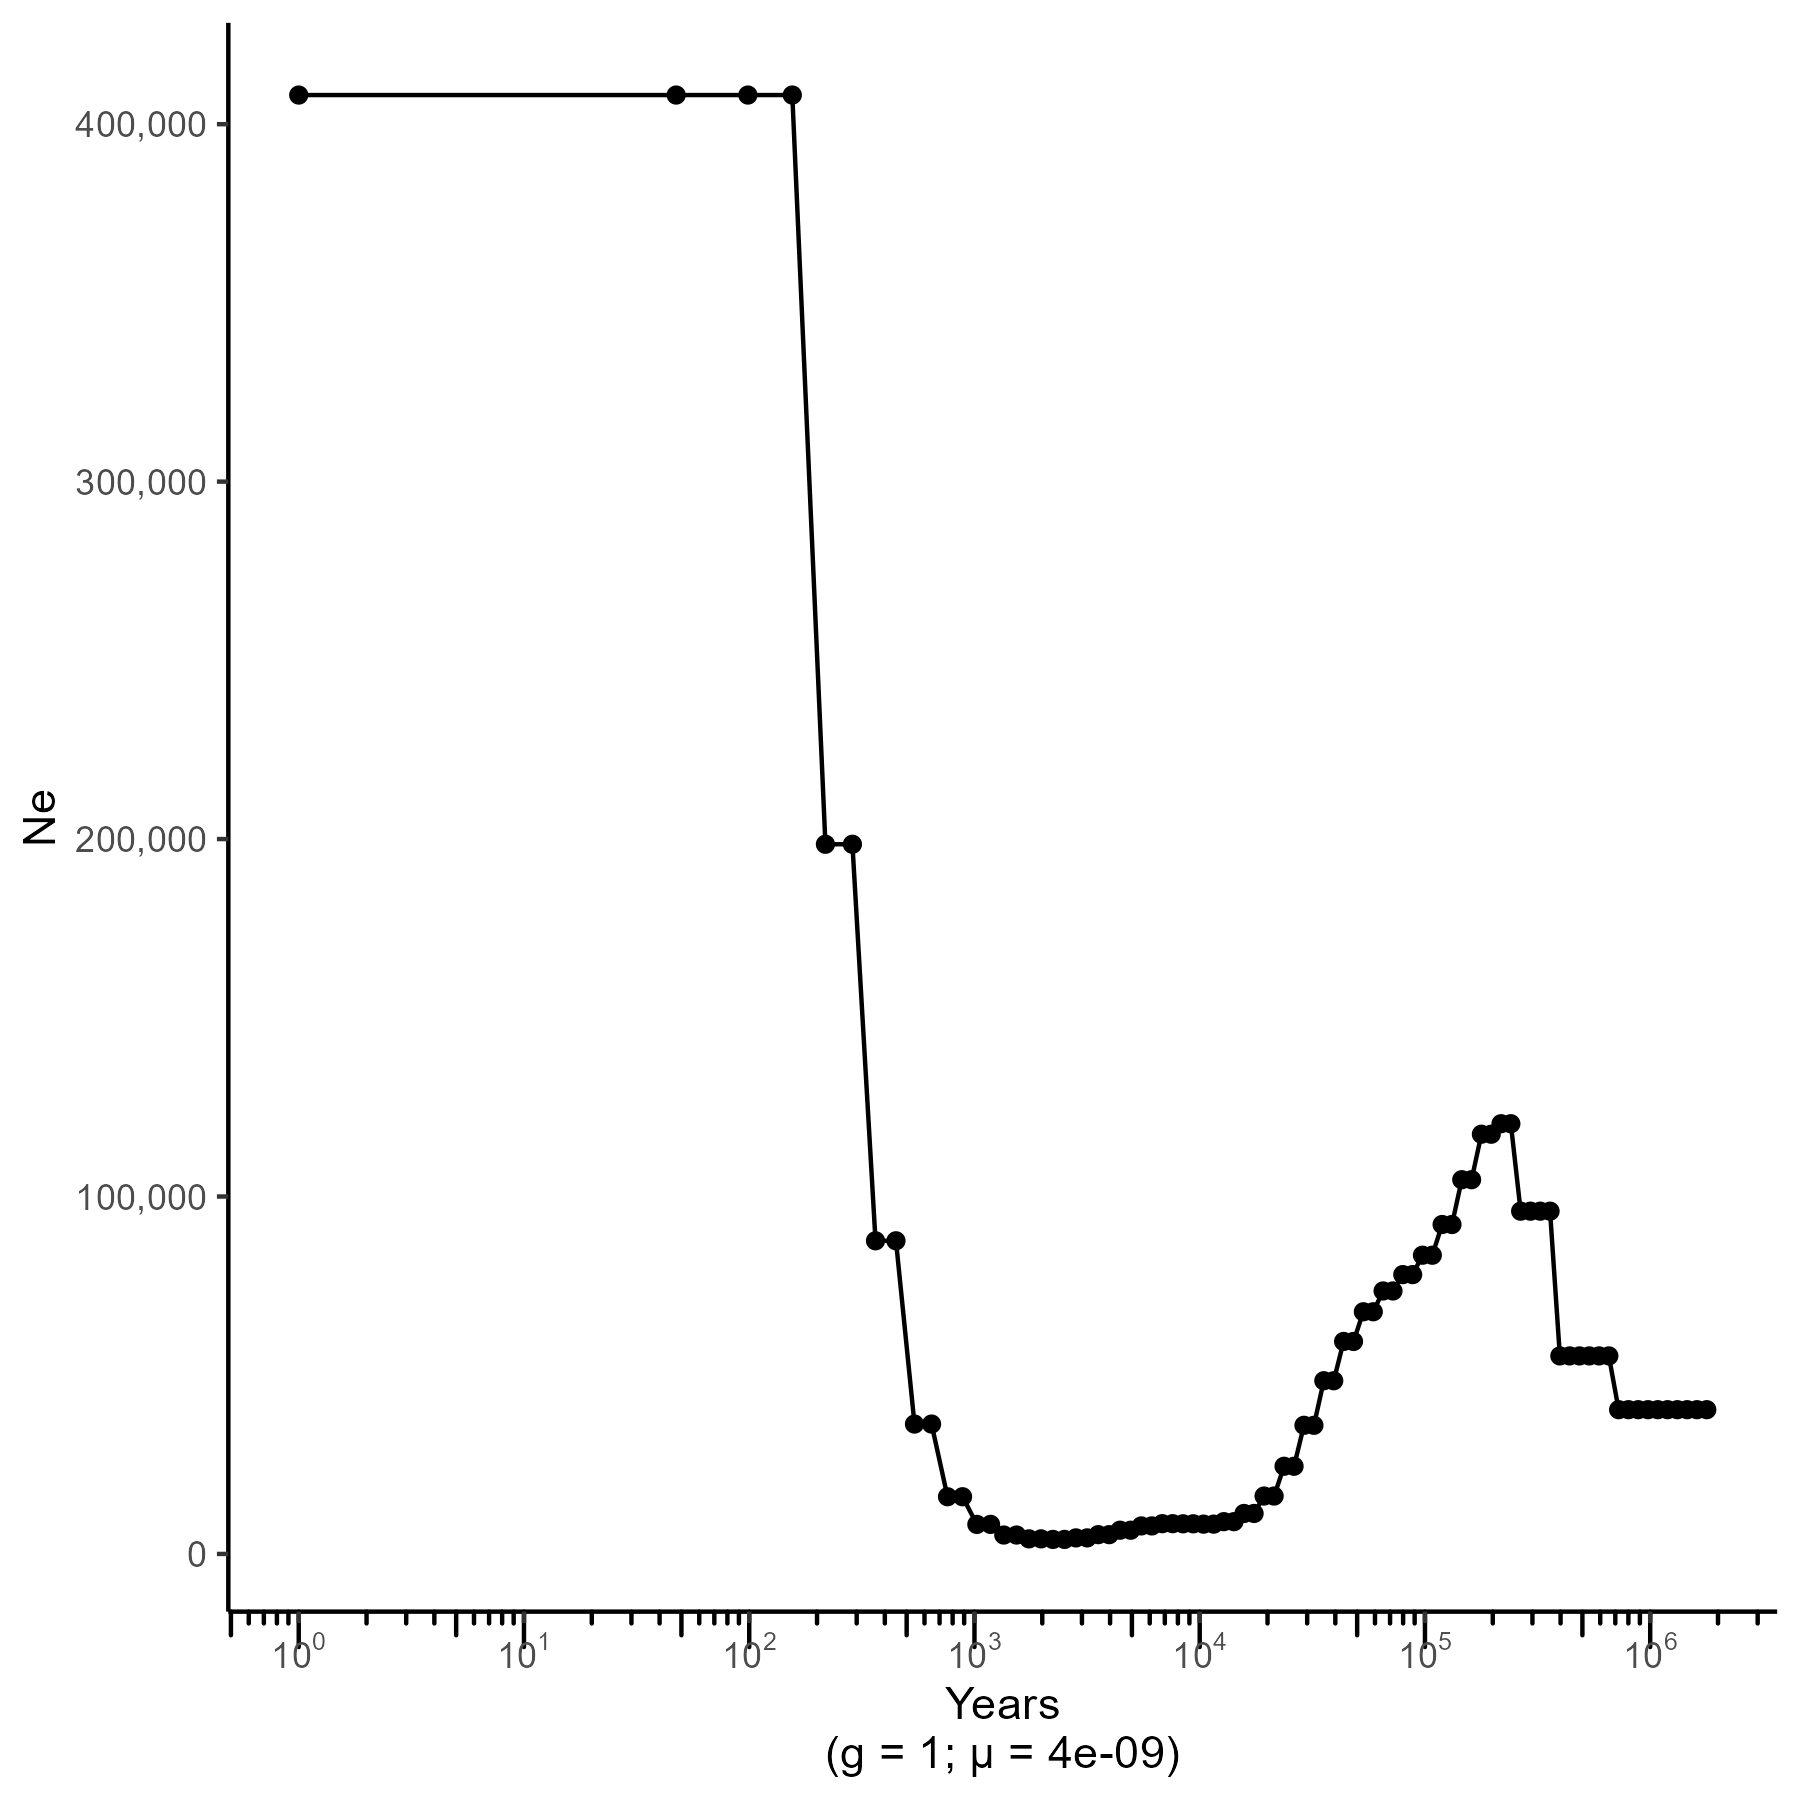 400,000
300,000
200,000
100,000
0
Ne
10⁰ 10¹ 10² 10³ 10⁴ 10⁵ 10⁶
Years
(g = 1; μ = 4e-09)